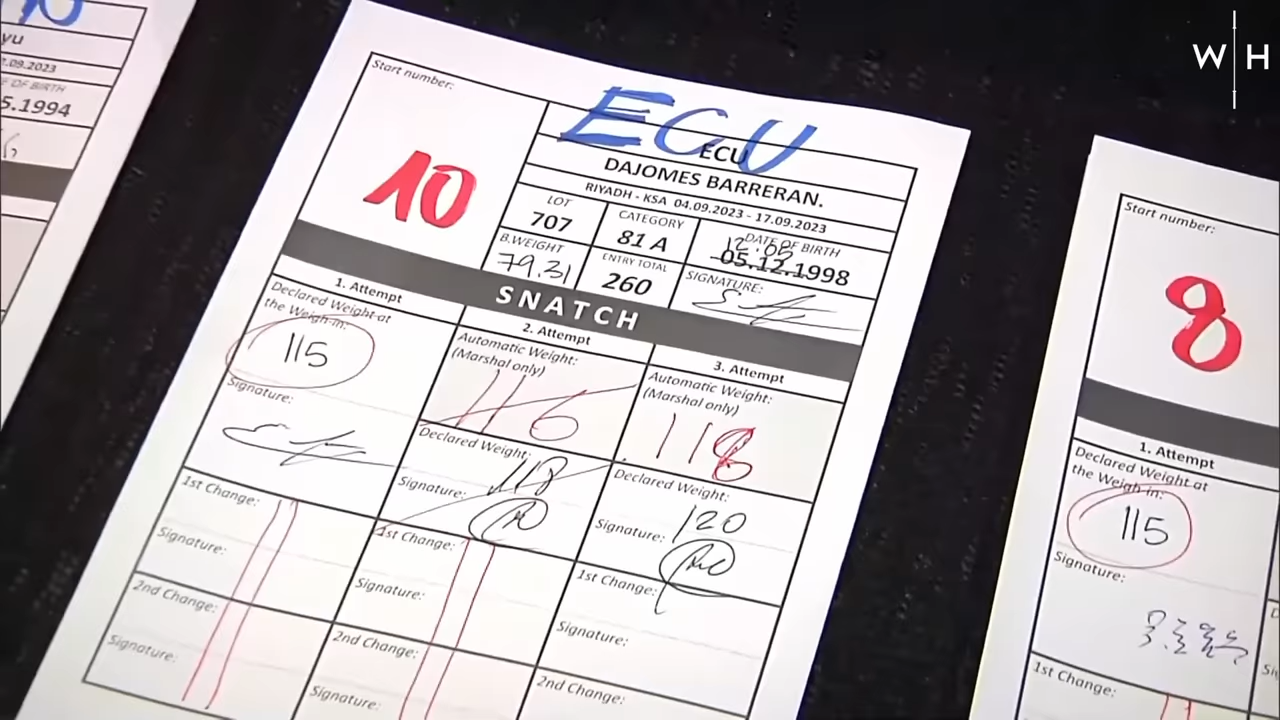 W|H
yu
.09.2023
E OF BIRTH
5.1994
Start number:
10
ECU
ECU
DAJOMES BARRERAN.
RIYADH - KSA 04.09.2023 - 17.09.2023
LOT
707
CATEGORY
81 A
DATE OF BIRTH
12.05
05.12.1998
B.WEIGHT
79.31
ENTRY TOTAL
260
SIGNATURE:
SNATCH
1. Attempt
Declared Weight at
the Weigh-in:
115
Signature:
1st Change:
Signature:
2nd Change:
Signature:
2. Attempt
Automatic Weight:
(Marshal only)
116
Declared Weight:
118
Signature:
1st Change:
Signature:
2nd Change:
Signature:
3. Attempt
Automatic Weight:
(Marshal only)
118
Declared Weight:
120
Signature:
1st Change:
Signature:
2nd Change:
Start number:
8
1. Attempt
Declared Weight at
the Weigh-in:
115
Signature:
1st Change: